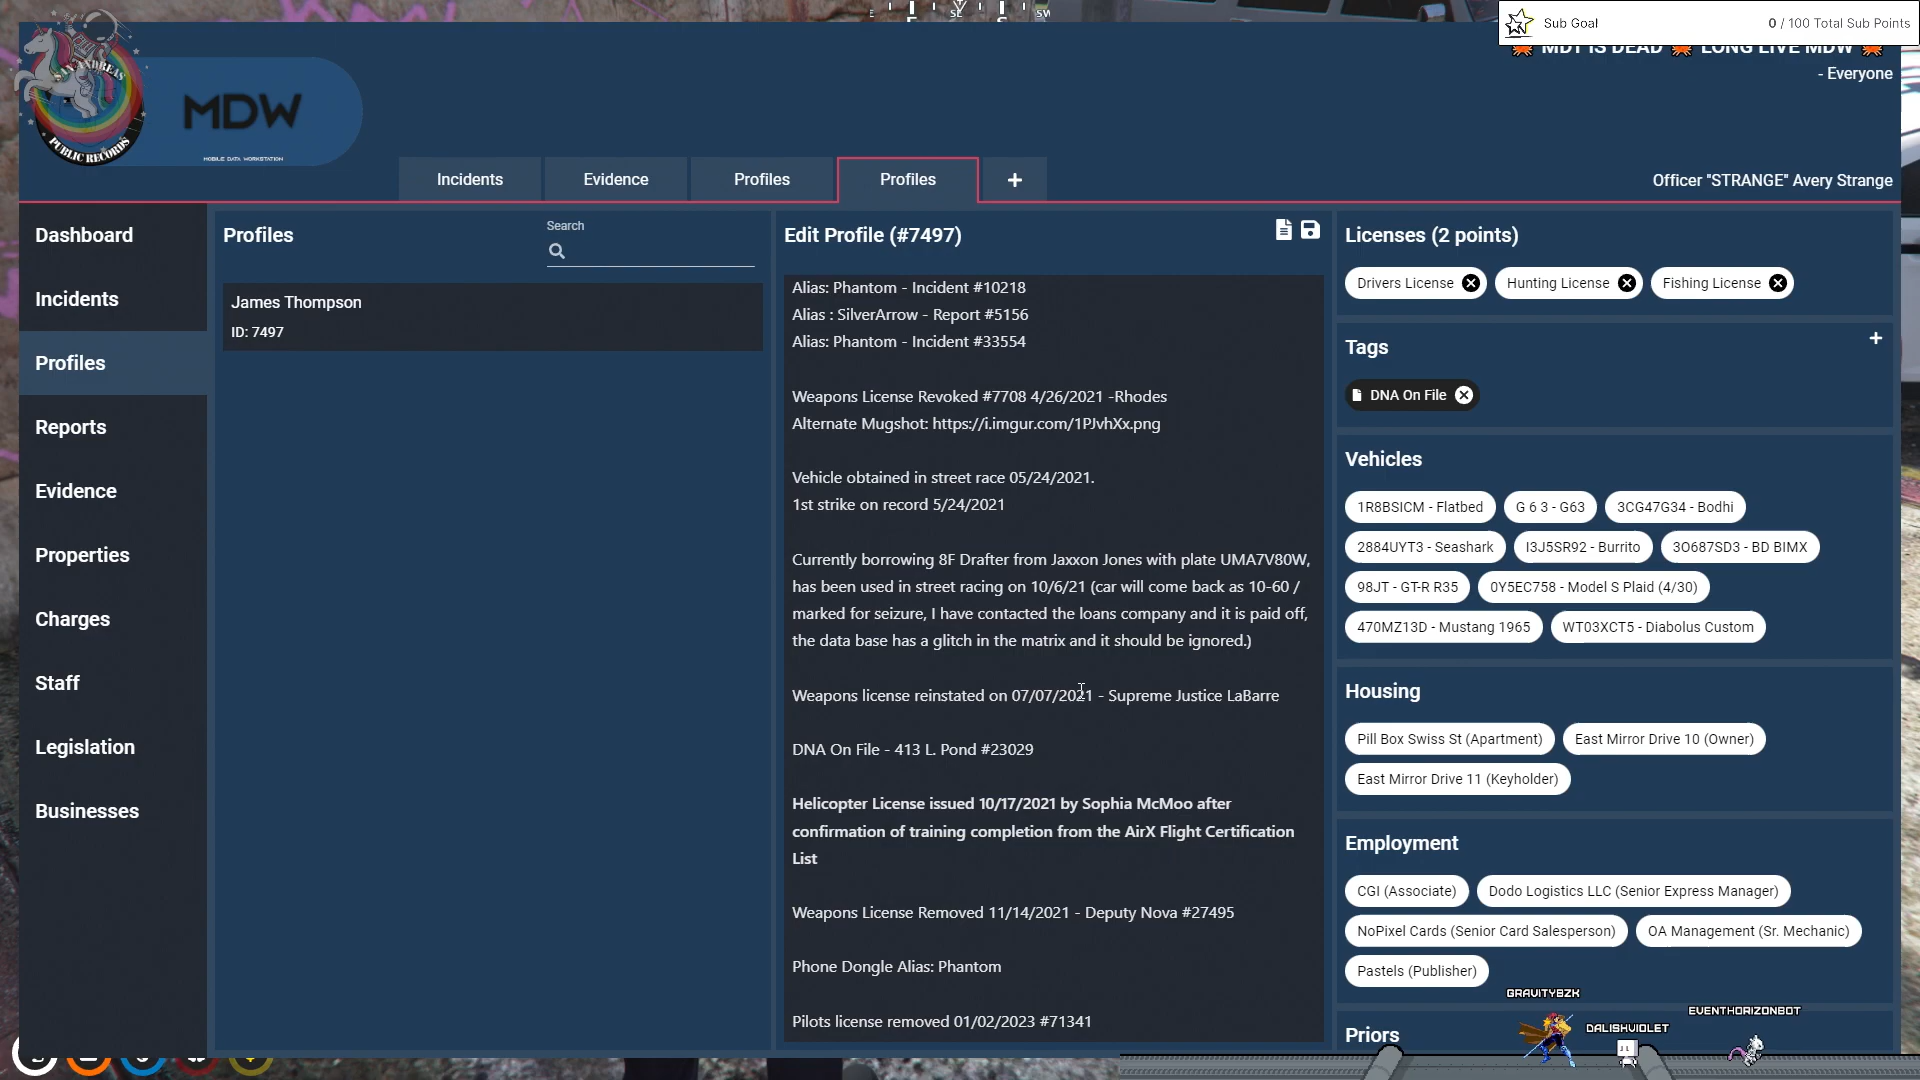 E SE SW
Sub Goal 0 / 100 Total Sub Points
MDT IS DEAD LONG LIVE MDW
- Everyone
SAN ANDREAS
PUBLIC RECORDS
MDW
MOBILE DATA WORKSTATION
Incidents Evidence Profiles Profiles +
Officer "STRANGE" Avery Strange
Dashboard
Incidents
Profiles
Reports
Evidence
Properties
Charges
Staff
Legislation
Businesses
Profiles
Search
James Thompson
ID: 7497
Edit Profile (#7497)
Alias: Phantom - Incident #10218
Alias : SilverArrow - Report #5156
Alias: Phantom - Incident #33554
Weapons License Revoked #7708 4/26/2021 -Rhodes
Alternate Mugshot: https://i.imgur.com/1PJvhXx.png
Vehicle obtained in street race 05/24/2021.
1st strike on record 5/24/2021
Currently borrowing 8F Drafter from Jaxxon Jones with plate UMA7V80W,
has been used in street racing on 10/6/21 (car will come back as 10-60 /
marked for seizure, I have contacted the loans company and it is paid off,
the data base has a glitch in the matrix and it should be ignored.)
Weapons license reinstated on 07/07/2021 - Supreme Justice LaBarre
DNA On File - 413 L. Pond #23029
Helicopter License issued 10/17/2021 by Sophia McMoo after
confirmation of training completion from the AirX Flight Certification
List
Weapons License Removed 11/14/2021 - Deputy Nova #27495
Phone Dongle Alias: Phantom
Pilots license removed 01/02/2023 #71341
Licenses (2 points)
Drivers License Hunting License Fishing License
Tags
DNA On File
Vehicles
1R8BSICM - Flatbed G 6 3 - G63 3CG47G34 - Bodhi
2884UYT3 - Seashark I3J5SR92 - Burrito 3O687SD3 - BD BIMX
98JT - GT-R R35 0Y5EC758 - Model S Plaid (4/30)
470MZ13D - Mustang 1965 WT03XCT5 - Diabolus Custom
Housing
Pill Box Swiss St (Apartment) East Mirror Drive 10 (Owner)
East Mirror Drive 11 (Keyholder)
Employment
CGI (Associate) Dodo Logistics LLC (Senior Express Manager)
NoPixel Cards (Senior Card Salesperson) OA Management (Sr. Mechanic)
Pastels (Publisher)
Priors
GRAVITYBZK
DALISHVIOLET
EVENTHORIZONBOT